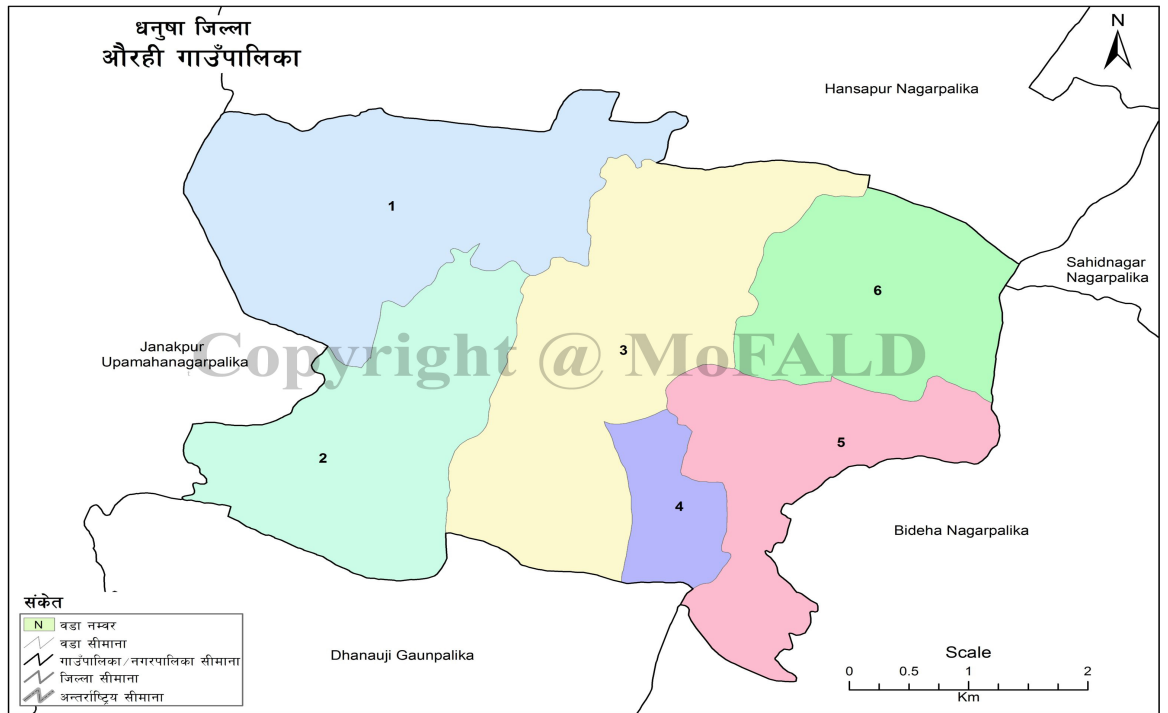 धनुषा जिल्ला
औरही गाउँपालिका
N
Hansapur Nagarpalika
1
Sahidnagar
Nagarpalika
6
Janakpur
Upamahanagarpalika
3
Copyright @ MoFALD
5
2
4
Bideha Nagarpalika
Dhanauji Gaunpalika
संकेत
N वडा नम्वर
वडा सीमाना
गाउँपालिका/नगरपालिका सीमाना
जिल्ला सीमाना
अन्तर्राष्ट्रिय सीमाना
Scale
0 0.5 1 2
Km